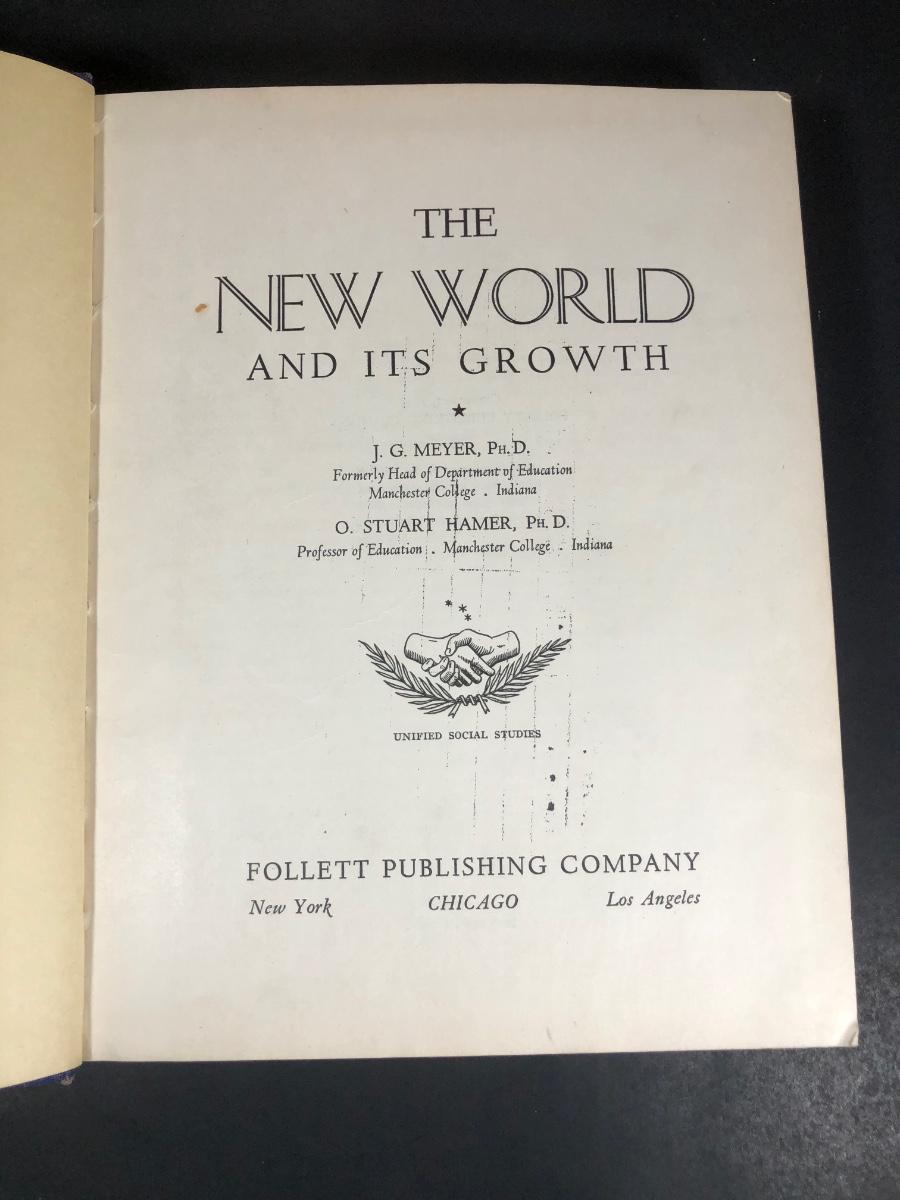 THE
NEW WORLD
AND ITS GROWTH
★
J. G. MEYER, PH. D.
Formerly Head of Department of Education
Manchester College . Indiana
O. STUART HAMER, PH. D.
Professor of Education . Manchester College . Indiana
UNIFIED SOCIAL STUDIES
FOLLETT PUBLISHING COMPANY
New York CHICAGO Los Angeles